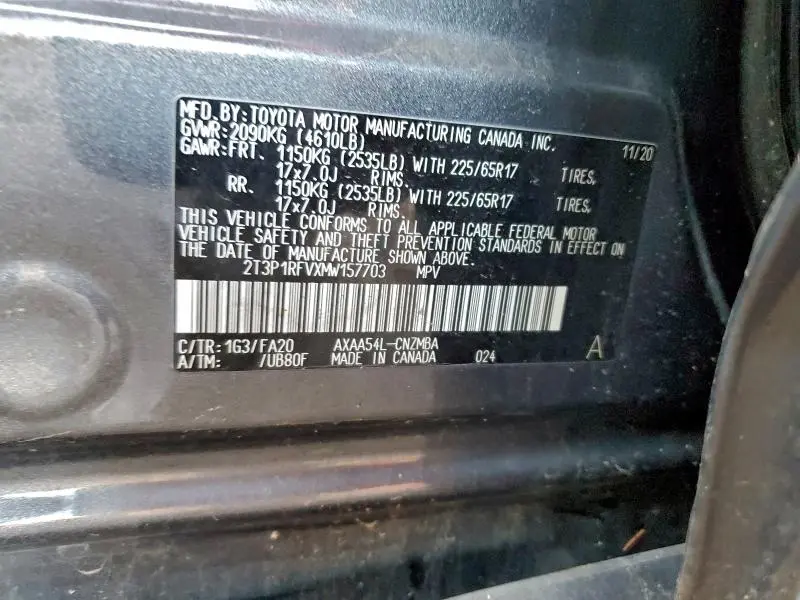 MFD. BY: TOYOTA MOTOR MANUFACTURING CANADA INC.
GVWR: 2090KG (4610LB) 11/20
GAWR: FRT. 1150KG (2535LB) WITH 225/65R17 TIRES,
17x7.0J RIMS.
RR. 1150KG (2535LB) WITH 225/65R17 TIRES,
17x7.0J RIMS.
THIS VEHICLE CONFORMS TO ALL APPLICABLE FEDERAL MOTOR
VEHICLE SAFETY AND THEFT PREVENTION STANDARDS IN EFFECT ON
THE DATE OF MANUFACTURE SHOWN ABOVE.
2T3P1RFVXMW157703 MPV
C/TR: 1G3/FA20 AXAA54L-CNZMBA
A/TM: /UB80F MADE IN CANADA 024 A